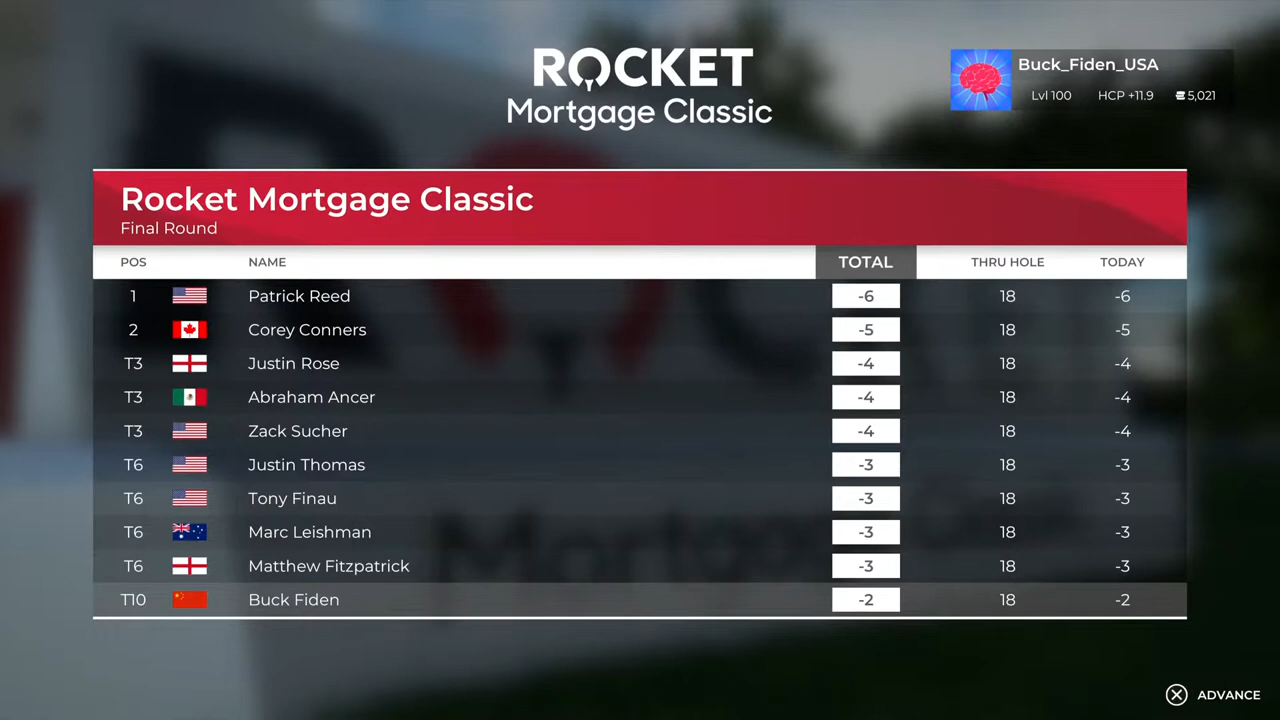 ROCKET
Mortgage Classic
Buck_Fiden_USA
Lvl 100 HCP +11.9 5,021
Rocket Mortgage Classic
Final Round
POS NAME TOTAL THRU HOLE TODAY
1 Patrick Reed -6 18 -6
2 Corey Conners -5 18 -5
T3 Justin Rose -4 18 -4
T3 Abraham Ancer -4 18 -4
T3 Zack Sucher -4 18 -4
T6 Justin Thomas -3 18 -3
T6 Tony Finau -3 18 -3
T6 Marc Leishman -3 18 -3
T6 Matthew Fitzpatrick -3 18 -3
T10 Buck Fiden -2 18 -2
ADVANCE